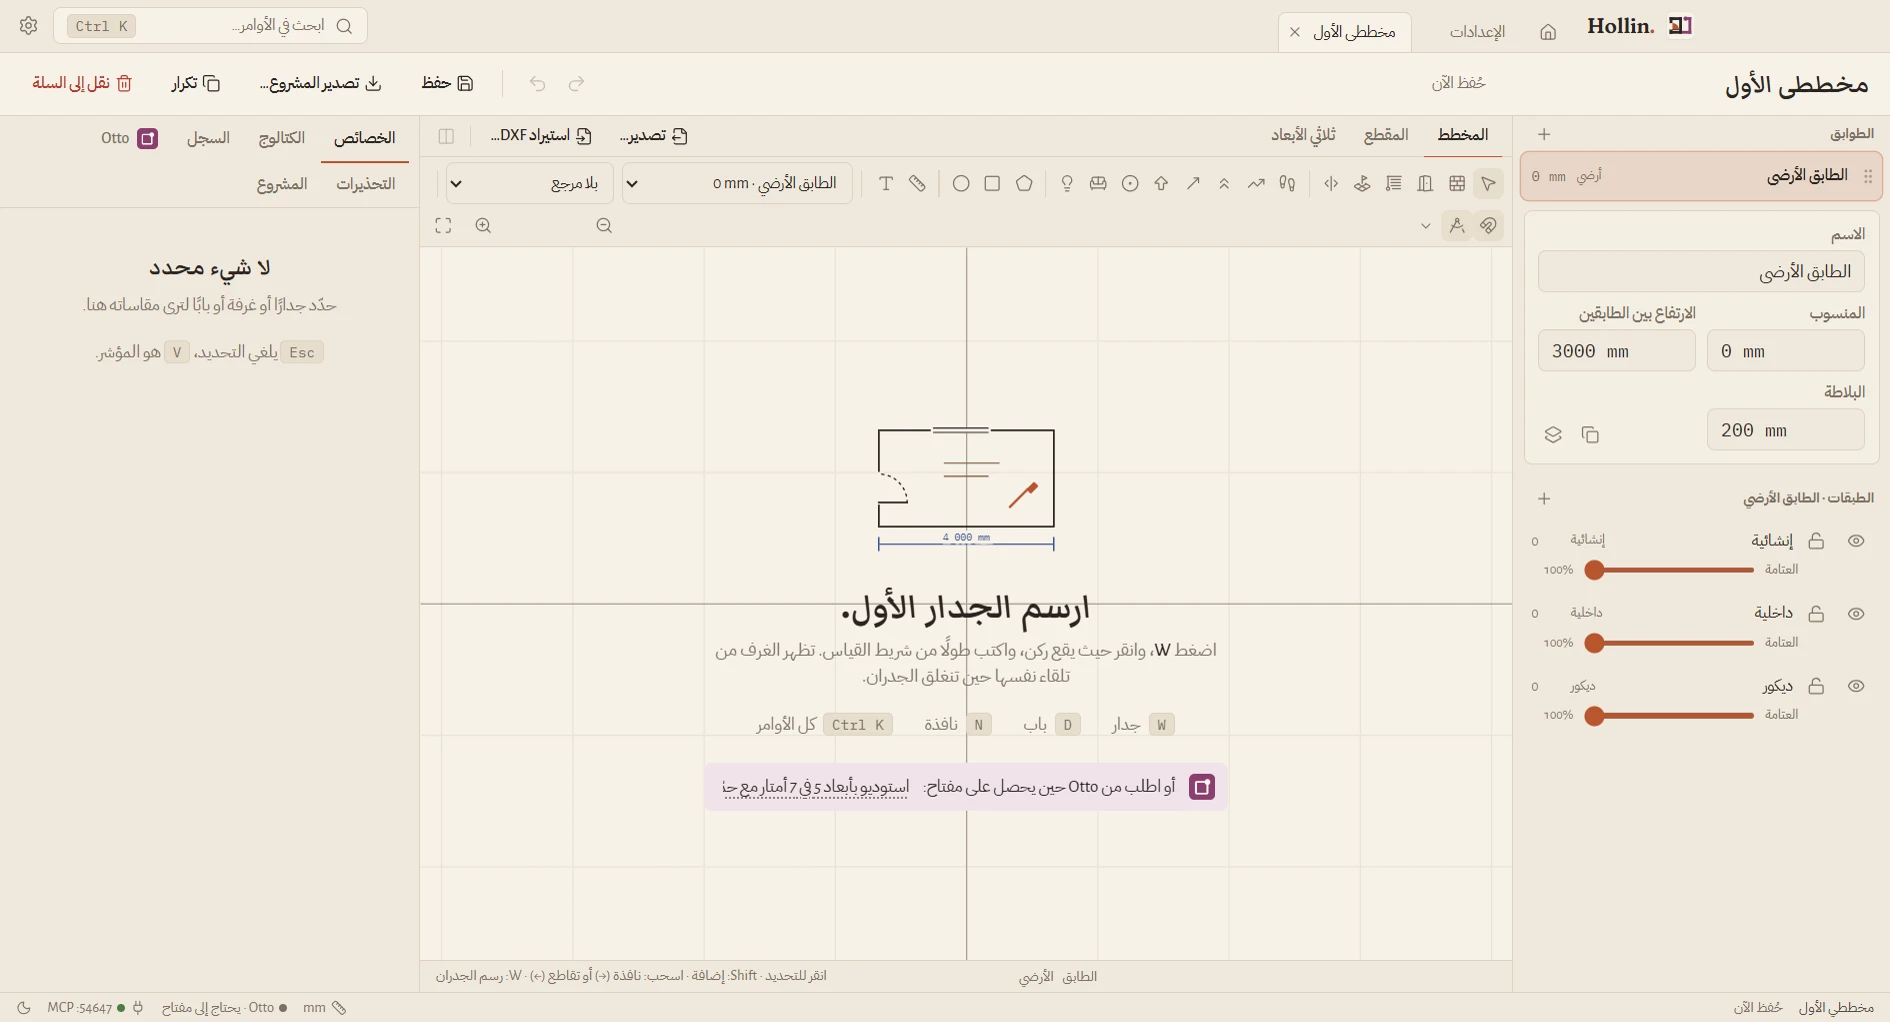 Hollin.
الإعدادات
مخططي الأول
ابحث في الأوامر...
Ctrl K
مخططي الأول
حُفظ الآن
حفظ
تصدير المشروع...
تكرار
نقل إلى السلة
الطوابق
الطابق الأرضي أرضي 0 mm
الاسم
الطابق الأرضي
المنسوب الارتفاع بين الطابقين
0 mm 3000 mm
البلاطة
200 mm
الطبقات · الطابق الأرضي
إنشائية إنشائية 0
العتامة 100%
داخلية داخلية 0
العتامة 100%
ديكور ديكور 0
العتامة 100%
المخطط المقطع ثلاثي الأبعاد
تصدير... استيراد DXF...
الطابق الأرضي · 0 mm
بلا مرجع
4 000 mm
ارسم الجدار الأول.
اضغط W، وانقر حيث يقع ركن، واكتب طولًا من شريط القياس. تظهر الغرف من
تلقاء نفسها حين تنغلق الجدران.
W جدار D باب N نافذة Ctrl K كل الأوامر
أو اطلب من Otto حين يحصل على مفتاح: استوديو بأبعاد 5 في 7 أمتار مع
الطابق الأرضي
انقر للتحديد · Shift: إضافة · اسحب: نافذة (→) أو تقاطع (←) · W: رسم الجدران
الخصائص الكتالوج السجل Otto
التحذيرات المشروع
لا شيء محدد
حدّد جدارًا أو غرفة أو بابًا لترى مقاساته هنا.
Esc يلغي التحديد، V هو المؤشر.
مخططي الأول حُفظ الآن
mm
Otto · يحتاج إلى مفتاح
MCP :54647